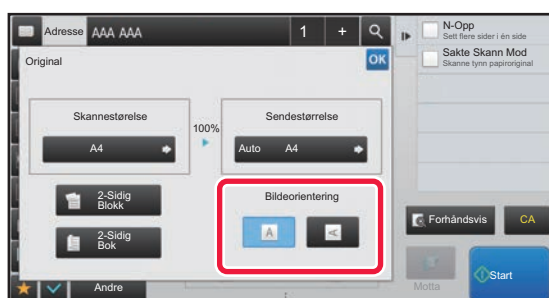 Adresse AAA AAA 1 +
N-Opp
Sett flere sider i én side
Sakte Skann Mod
Skanne tynn papiroriginal
Original OK
Skannestørelse
100%
Sendestørrelse
A4
Auto A4
2-Sidig
Blokk
2-Sidig
Bok
Bildeorientering
A A
Forhåndsvis
CA
Andre
Motta
Start